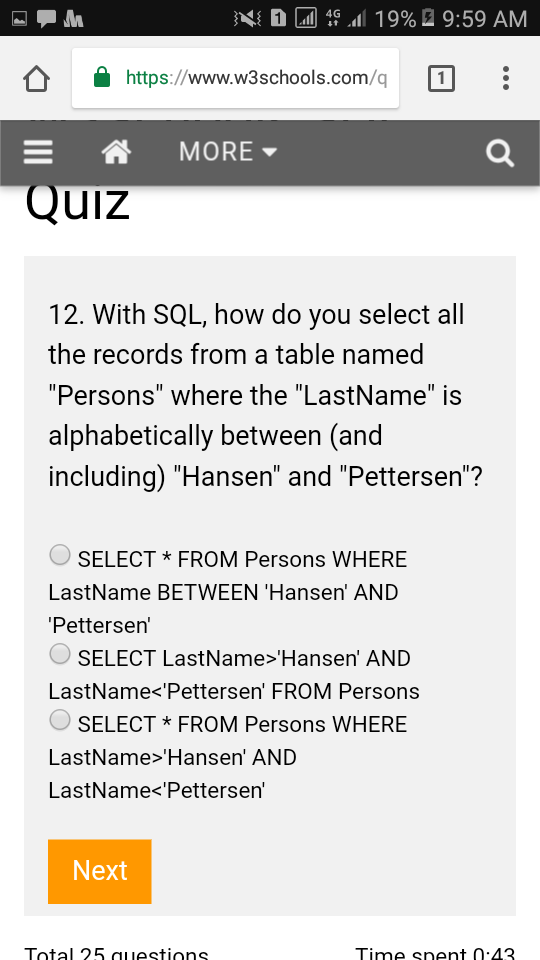 4G 19% 9:59 AM
https://www.w3schools.com/q 1
MORE
Quiz
12. With SQL, how do you select all
the records from a table named
"Persons" where the "LastName" is
alphabetically between (and
including) "Hansen" and "Pettersen"?
SELECT * FROM Persons WHERE
LastName BETWEEN 'Hansen' AND
'Pettersen'
SELECT LastName>'Hansen' AND
LastName<'Pettersen' FROM Persons
SELECT * FROM Persons WHERE
LastName>'Hansen' AND
LastName<'Pettersen'
Next
Total 25 questions Time spent 0:43